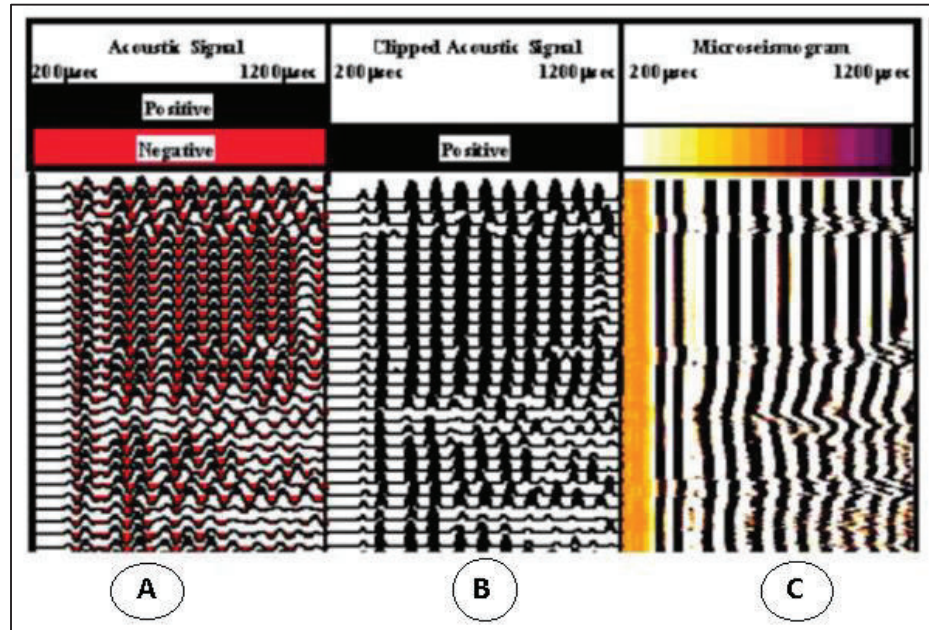 Acoustic Signal
200µsec 1200µsec
Positive
Negative
Clipped Acoustic Signal
200µsec 1200µsec
Positive
Microseismogram
200µsec 1200µsec
A
B
C